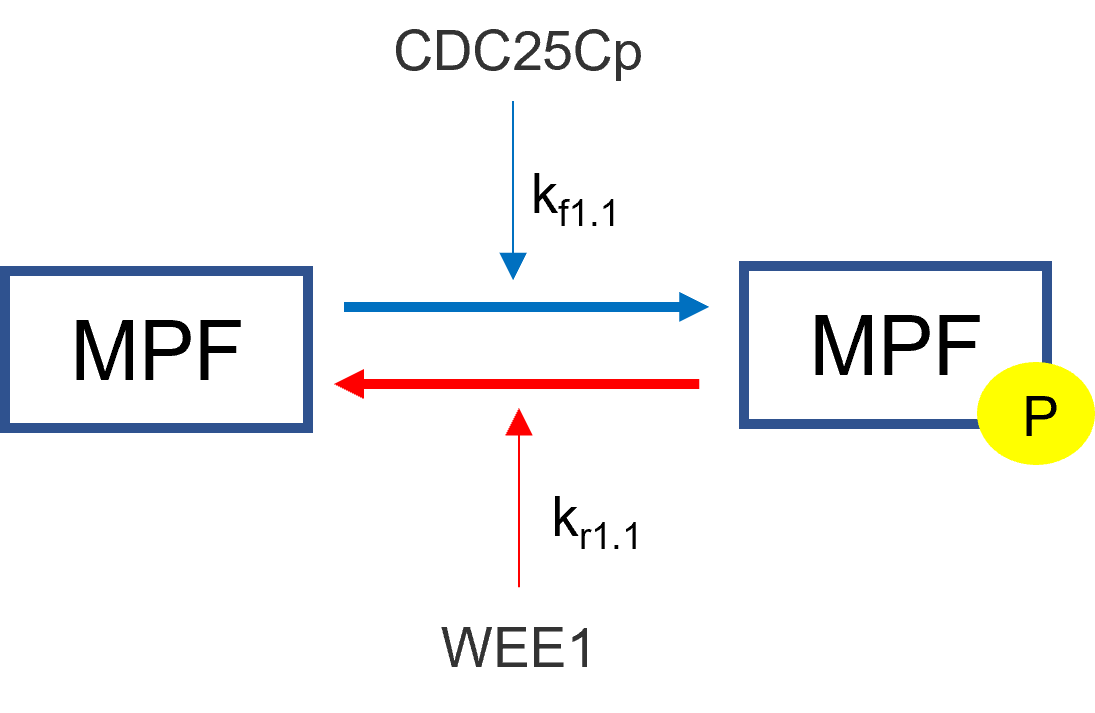 CDC25Cp
kf1.1
MPF
MPF
P
kr1.1
WEE1